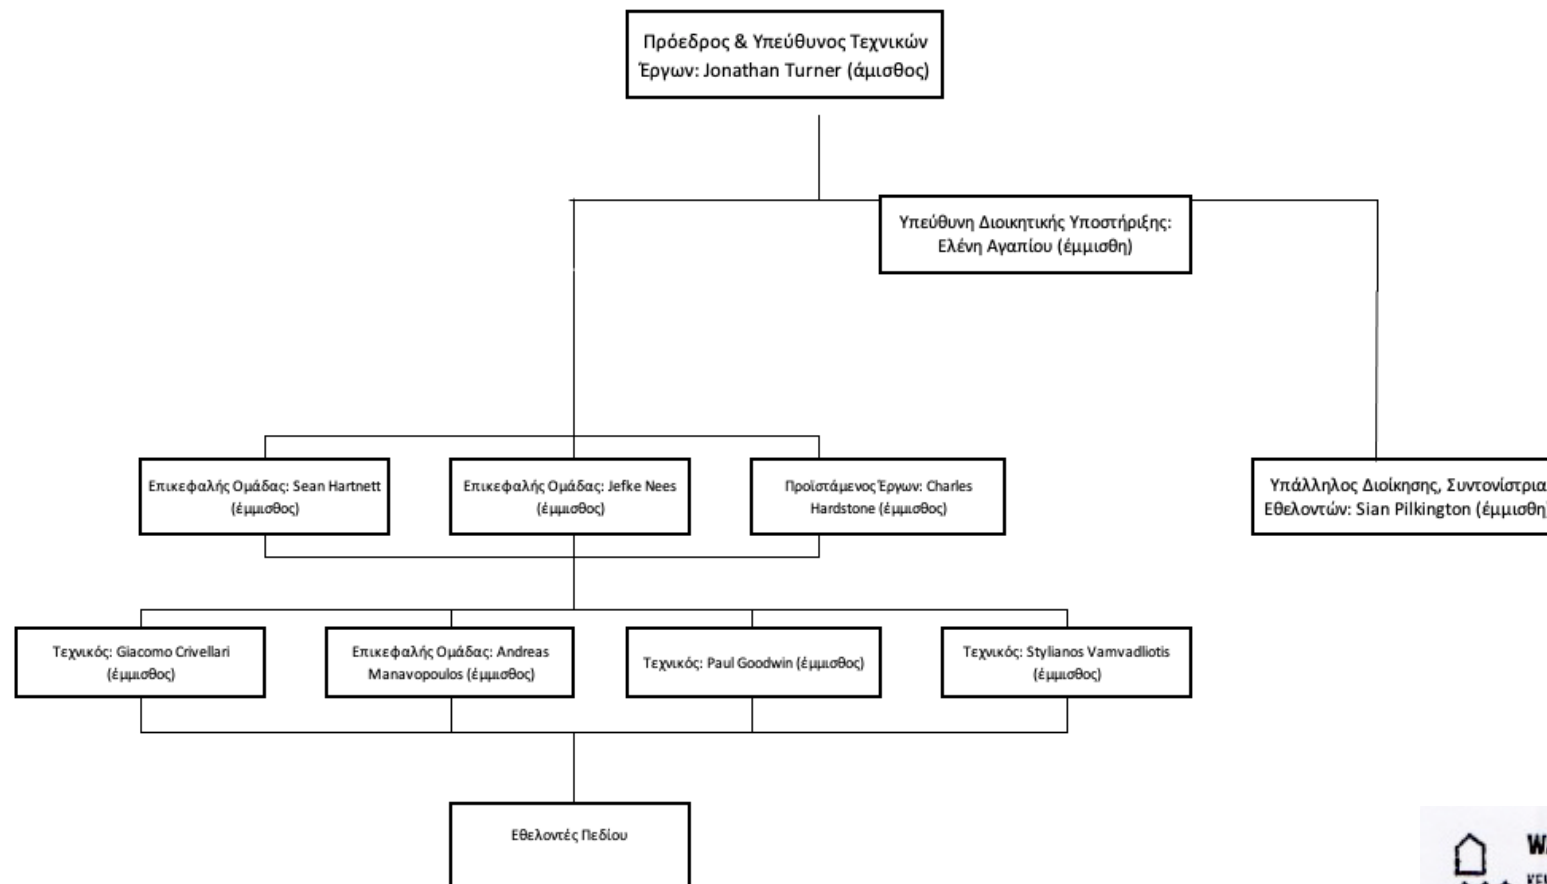 Πρόεδρος & Υπεύθυνος Τεχνικών
Έργων: Jonathan Turner (άμισθος)
Υπεύθυνη Διοικητικής Υποστήριξης:
Ελένη Αγαπίου (έμμισθη)
Επικεφαλής Ομάδας: Sean Hartnett
(έμμισθος)
Επικεφαλής Ομάδας: Jefke Nees
(έμμισθος)
Προϊστάμενος Έργων: Charles
Hardstone (έμμισθος)
Υπάλληλος Διοίκησης, Συντονίστρια
Εθελοντών: Sian Pilkington (έμμισθη)
Τεχνικός: Giacomo Crivellari
(έμμισθος)
Επικεφαλής Ομάδας: Andreas
Manavopoulos (έμμισθος)
Τεχνικός: Paul Goodwin (έμμισθος)
Τεχνικός: Stylianos Vamvadliotis
(έμμισθος)
Εθελοντές Πεδίου